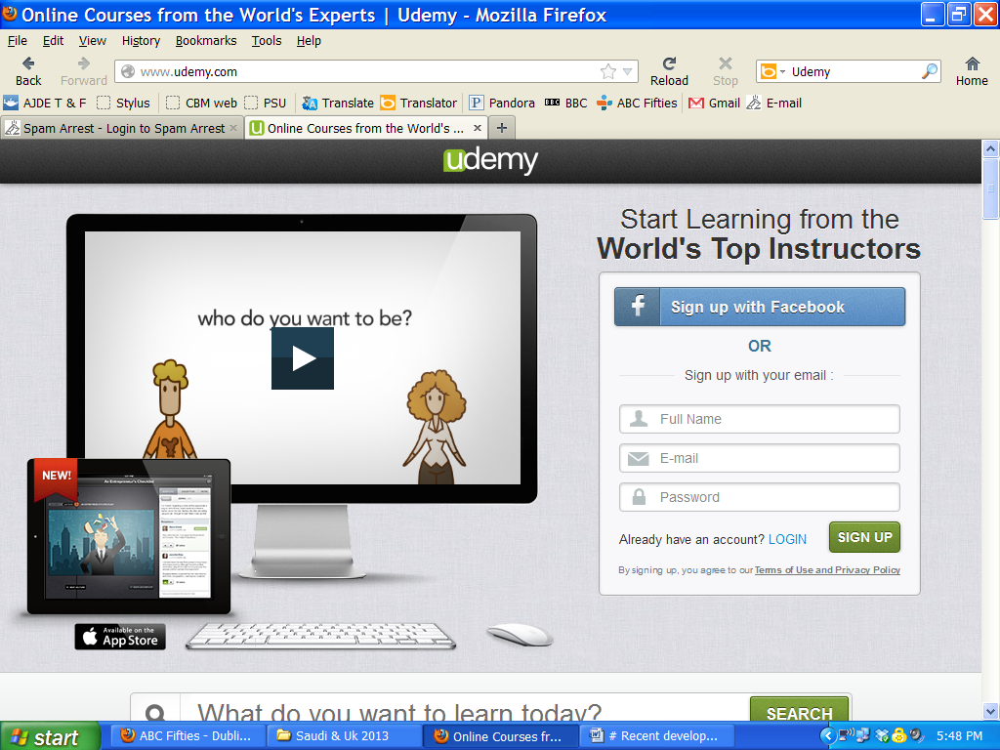 Online Courses from the World's Experts | Udemy - Mozilla Firefox
File Edit View History Bookmarks Tools Help
Back Forward www.udemy.com Reload Stop Udemy Home
AJDE T & F Stylus CBM web PSU Translate Translator Pandora BBC BBC ABC Fifties Gmail E-mail
Spam Arrest - Login to Spam Arrest Online Courses from the World's ...
udemy
Start Learning from the
World's Top Instructors
who do you want to be?
Sign up with Facebook
OR
Sign up with your email :
Full Name
E-mail
Password
Already have an account? LOGIN SIGN UP
By signing up, you agree to our Terms of Use and Privacy Policy
NEW!
An Entrepreneur's Checklist
Available on the
App Store
What do you want to learn today? SEARCH
start ABC Fifties - Dubli... Saudi & Uk 2013 Online Courses fr... # Recent develop... 5:48 PM